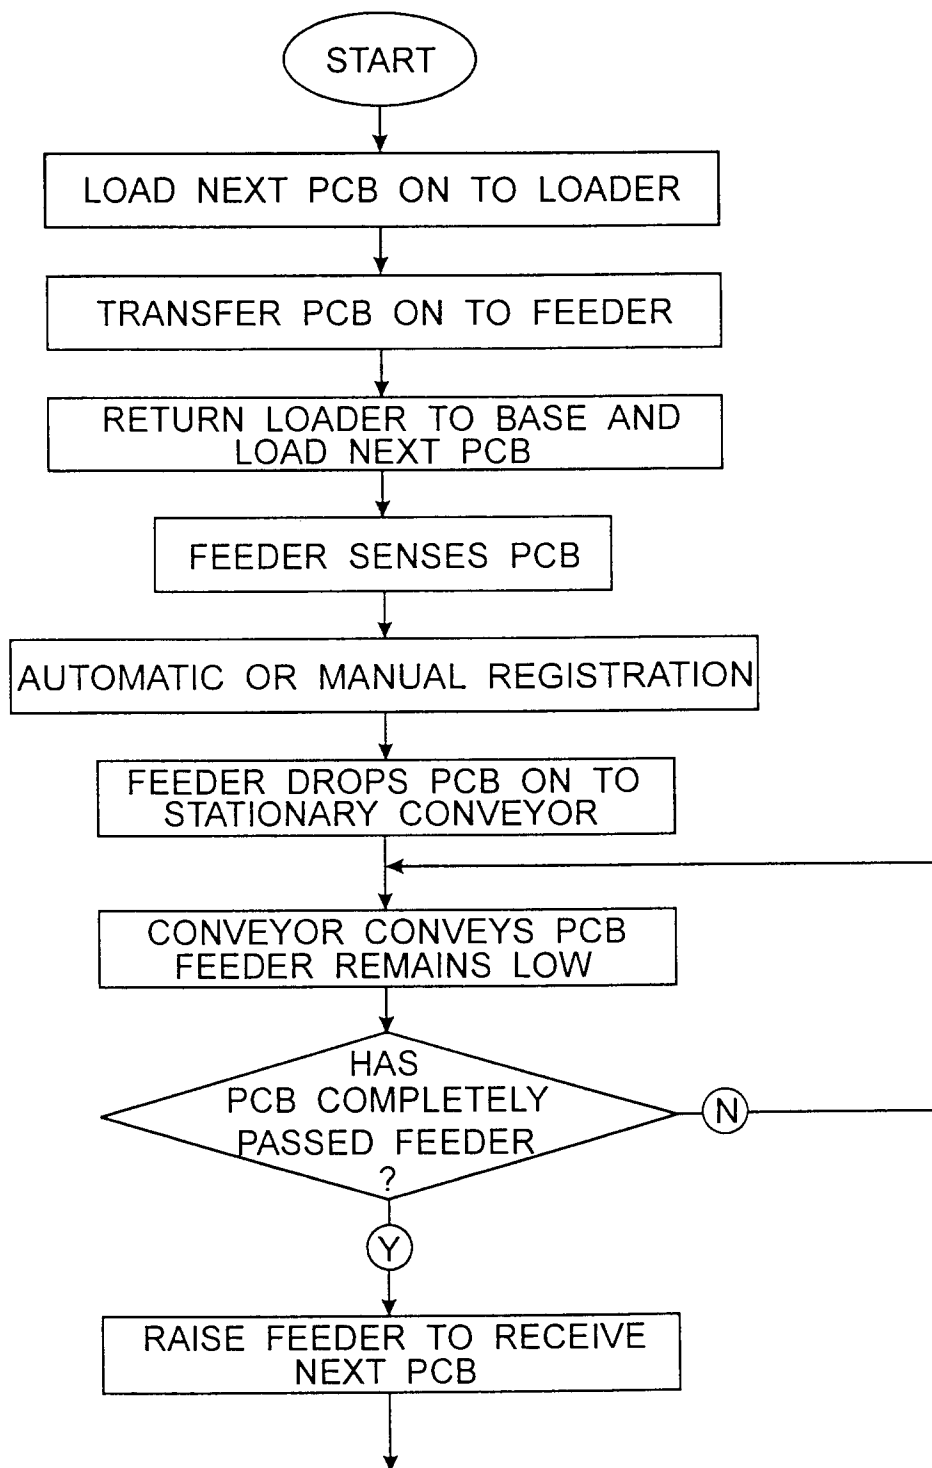 START
LOAD NEXT PCB ON TO LOADER
TRANSFER PCB ON TO FEEDER
RETURN LOADER TO BASE AND
LOAD NEXT PCB
FEEDER SENSES PCB
AUTOMATIC OR MANUAL REGISTRATION
FEEDER DROPS PCB ON TO
STATIONARY CONVEYOR
CONVEYOR CONVEYS PCB
FEEDER REMAINS LOW
HAS
PCB COMPLETELY
PASSED FEEDER
?
N
Y
RAISE FEEDER TO RECEIVE
NEXT PCB